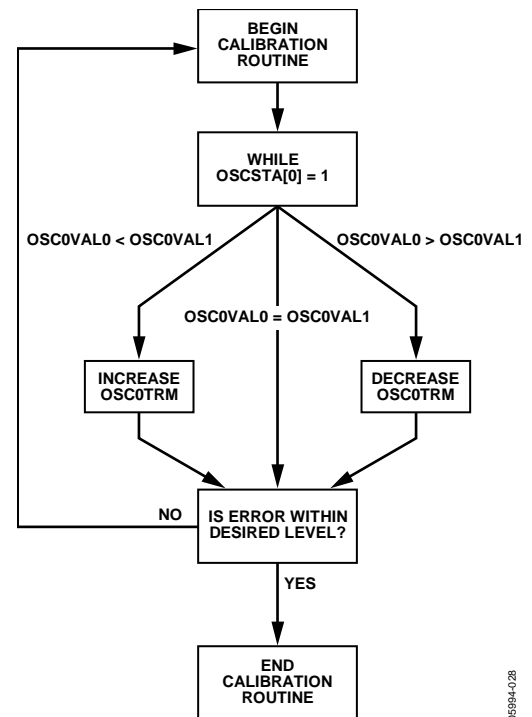 BEGIN
CALIBRATION
ROUTINE
WHILE
OSCSTA[0] = 1
OSC0VAL0 < OSC0VAL1
OSC0VAL0 > OSC0VAL1
OSC0VAL0 = OSC0VAL1
INCREASE
OSC0TRM
DECREASE
OSC0TRM
NO
IS ERROR WITHIN
DESIRED LEVEL?
YES
END
CALIBRATION
ROUTINE
05994-028